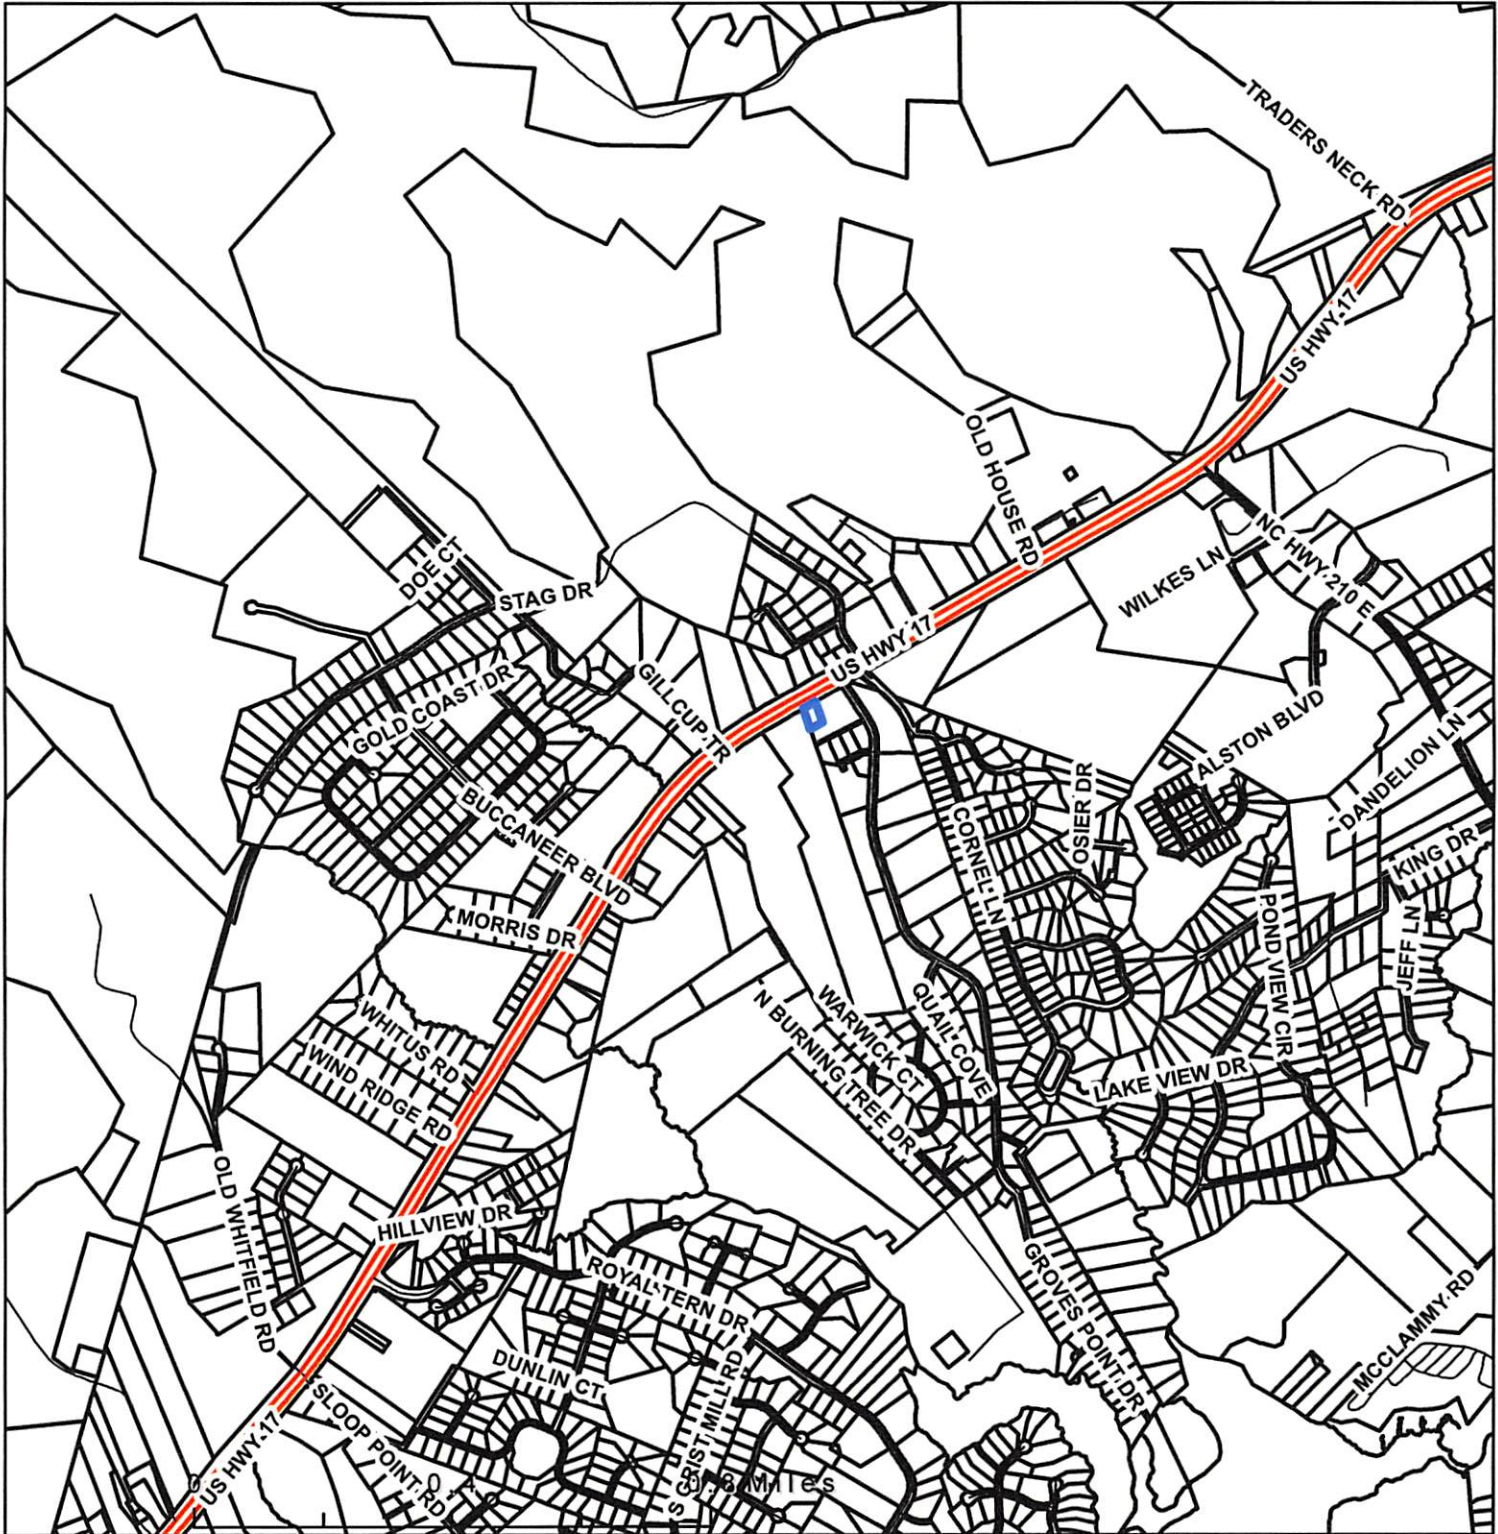 TRADERS NECK RD
US HWY 17
OLD HOUSE RD
NC HWY 210 E
WILKES LN
DOE CT
STAG DR
US HWY 17
GILLCUP TR
GOLD COAST DR
ALSTON BLVD
DANDELION LN
BUCCANEER BLVD
OSIER DR
CORNEL LN
KING DR
MORRIS DR
POND VIEW CIR
JEFF LN
WHITUS RD
WARWICK CT
QUAIL COVE
N BURNING TREE DR
WIND RIDGE RD
LAKE VIEW DR
OLD WHITFIELD RD
HILLVIEW DR
ROYAL TERN DR
GROVES POINT DR
MCCLAMMY RD
DUNLIN CT
SLOOP POINT RD
S GRIST MILL RD
US HWY 17
Miles